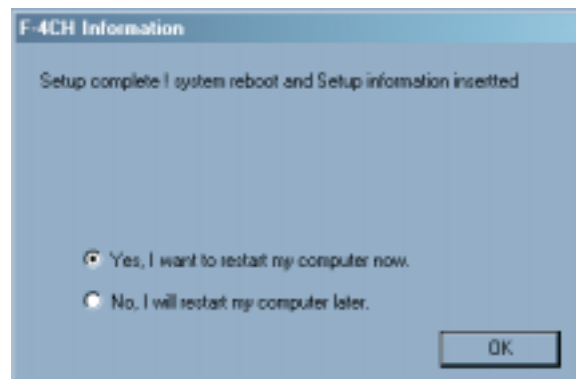 F-4CH Information
Setup complete ! system reboot and Setup information insertted
Yes, I want to restart my computer now.
No, I will restart my computer later.
OK